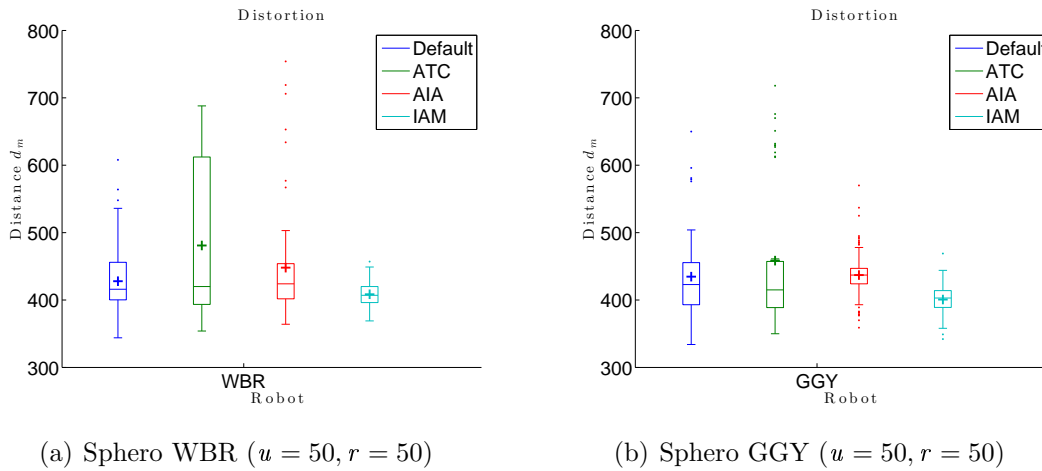 Distortion
800
700
600
500
400
300
Distance d_m
Default
ATC
AIA
IAM
WBR
Robot
(a) Sphero WBR (u = 50, r = 50)
Distortion
800
700
600
500
400
300
Distance d_m
Default
ATC
AIA
IAM
GGY
Robot
(b) Sphero GGY (u = 50, r = 50)